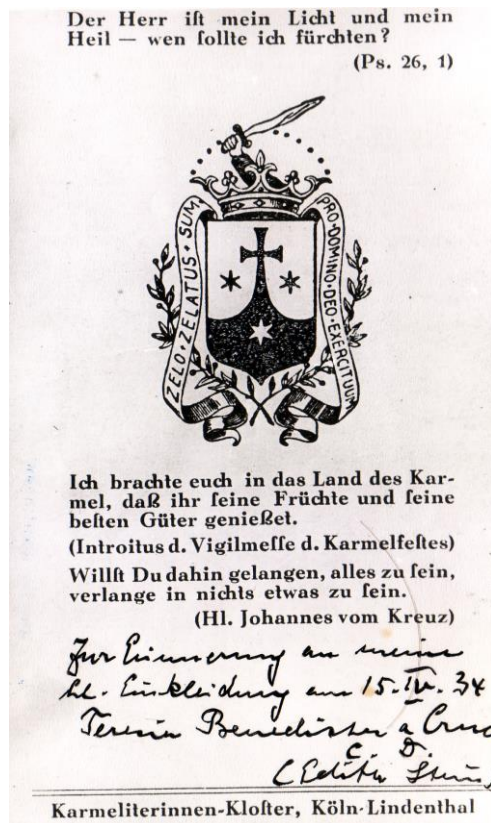 Der Herr iſt mein Licht und mein
Heil — wen ſollte ich fürchten?
(Ps. 26, 1)
ZELO • ZELATUS • SUM
PRO • DOMINO • DEO • EXERCITUUM
Ich brachte euch in das Land des Kar-
mel, daß ihr ſeine Früchte und ſeine
beſten Güter genießet.
(Introitus d. Vigilmeſſe d. Karmelfeſtes)
Willſt Du dahin gelangen, alles zu ſein,
verlange in nichts etwas zu ſein.
(Hl. Johannes vom Kreuz)
Zur Erinnerung an meine
hl. Einkleidung am 15. IV. 34
Teresia Benedicta a Cruce
C. D.
(Edith Stein)
Karmeliterinnen-Kloſter, Köln-Lindenthal